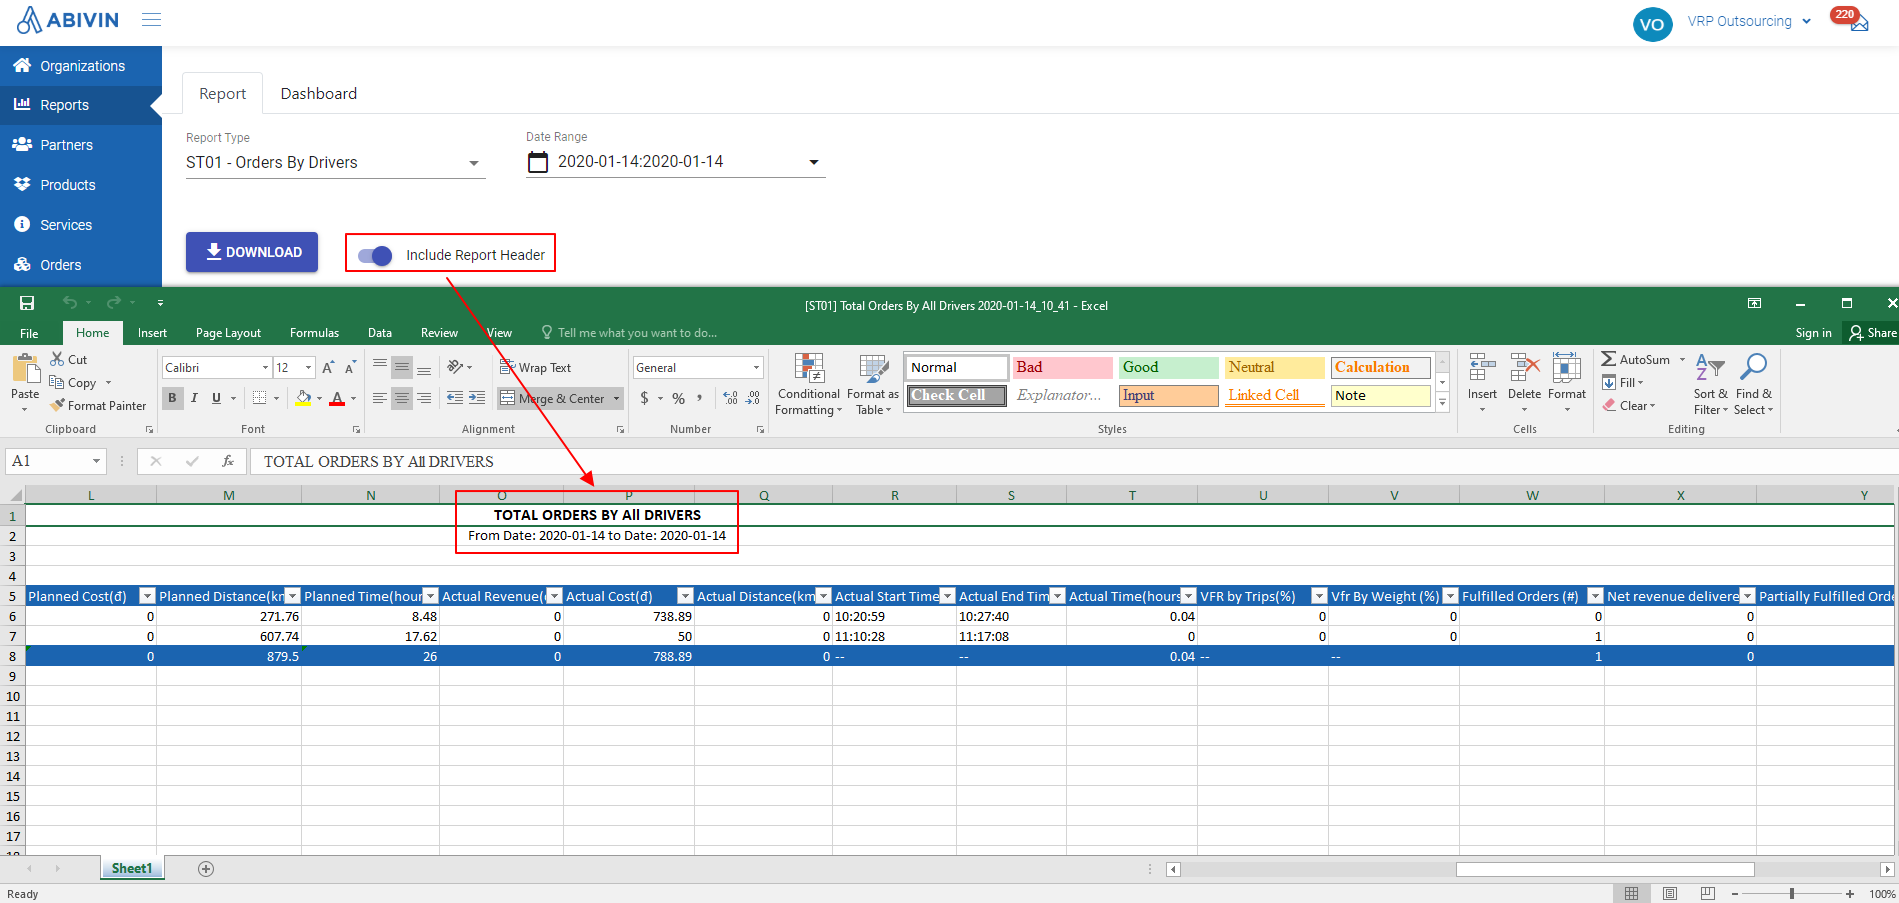 ABIVIN
VO VRP Outsourcing 220
Organizations
Reports
Partners
Products
Services
Orders
Report Dashboard
Report Type Date Range
ST01 - Orders By Drivers 2020-01-14:2020-01-14
DOWNLOAD Include Report Header
[ST01] Total Orders By All Drivers 2020-01-14_10_41 - Excel
File Home Insert Page Layout Formulas Data Review View Tell me what you want to do... Sign in Share
Paste Cut
Copy
Format Painter
Clipboard
Calibri 12
B I U A
Font
Wrap Text
Merge & Center
Alignment
General
$ % , .00
Number
Conditional Formatting
Format as Table
Normal Bad Good Neutral Calculation
Check Cell Explanator... Input Linked Cell Note
Styles
Insert Delete Format
Cells
AutoSum
Fill
Clear
Sort & Filter
Find & Select
Editing
A1 fx TOTAL ORDERS BY All DRIVERS
L M N O P Q R S T U V W X Y
1 TOTAL ORDERS BY All DRIVERS
2 From Date: 2020-01-14 to Date: 2020-01-14
3
4
5 Planned Cost(đ) Planned Distance(km Planned Time(hour Actual Revenue( Actual Cost(đ) Actual Distance(km Actual Start Time Actual End Tim Actual Time(hours VFR by Trips(%) Vfr By Weight (%) Fulfilled Orders (#) Net revenue delivere Partially Fulfilled Orde
6 0 271.76 8.48 0 738.89 0 10:20:59 10:27:40 0.04 0 0 0 0
7 0 607.74 17.62 0 50 0 11:10:28 11:17:08 0 0 0 1 0
8 0 879.5 26 0 788.89 0 -- -- 0.04 -- -- 1 0
9
10
11
12
13
14
15
16
17
Sheet1
Ready 100%